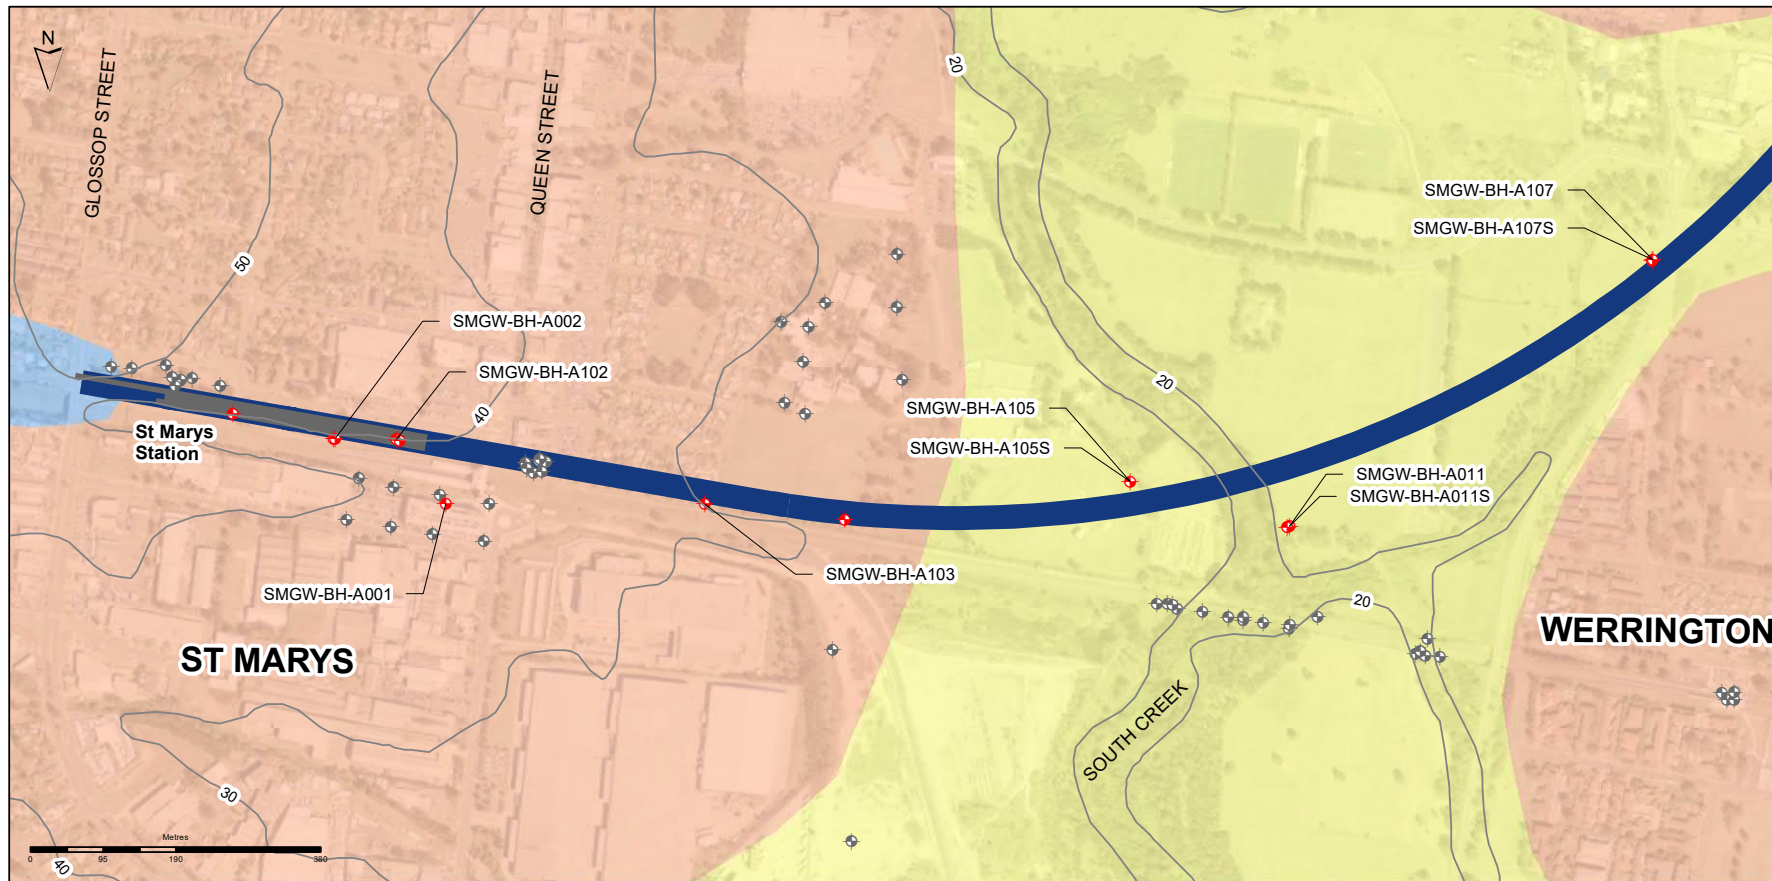 N
GLOSSOP STREET
QUEEN STREET
20
50
SMGW-BH-A107
SMGW-BH-A107S
SMGW-BH-A002
SMGW-BH-A102
20
40
SMGW-BH-A105
SMGW-BH-A105S
St Marys
Station
SMGW-BH-A011
SMGW-BH-A011S
SMGW-BH-A103
SMGW-BH-A001
20
WERRINGTON
ST MARYS
SOUTH CREEK
30
Metres
0 95 190 380
40